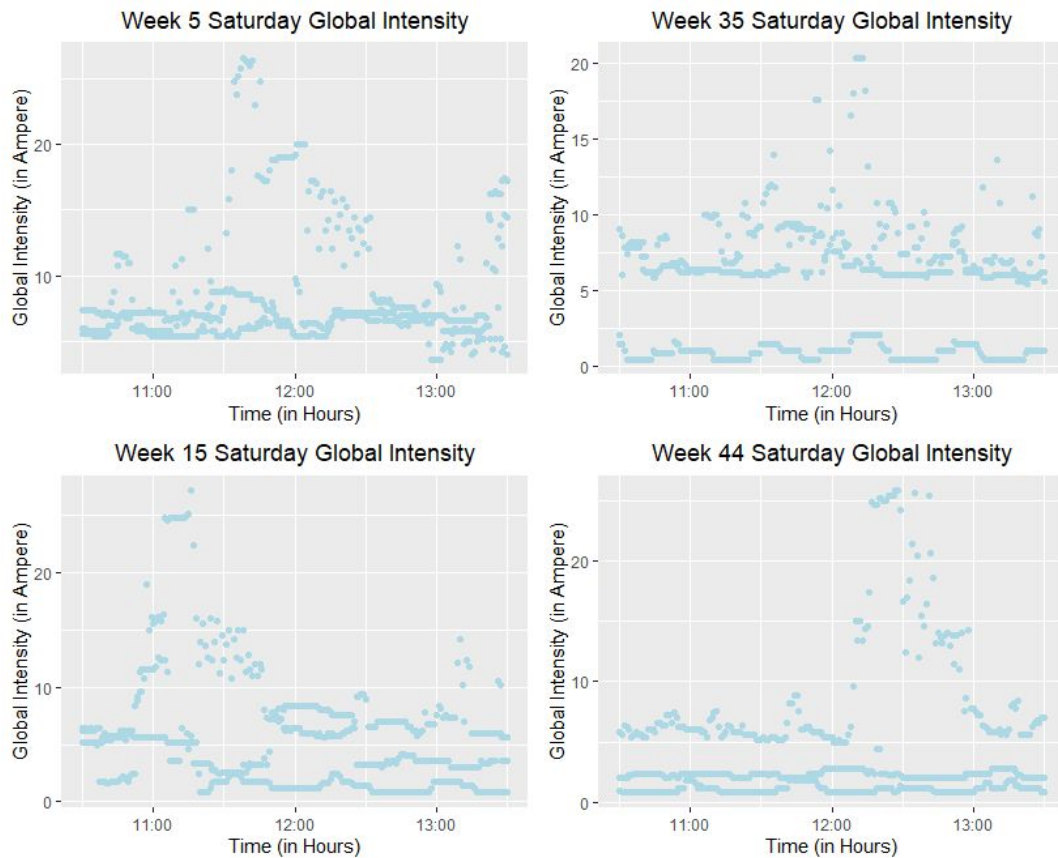 Week 5 Saturday Global Intensity
Global Intensity (in Ampere)
20
10
11:00 12:00 13:00
Time (in Hours)
Week 35 Saturday Global Intensity
Global Intensity (in Ampere)
20
15
10
5
0
11:00 12:00 13:00
Time (in Hours)
Week 15 Saturday Global Intensity
Global Intensity (in Ampere)
20
10
0
11:00 12:00 13:00
Time (in Hours)
Week 44 Saturday Global Intensity
Global Intensity (in Ampere)
20
10
0
11:00 12:00 13:00
Time (in Hours)